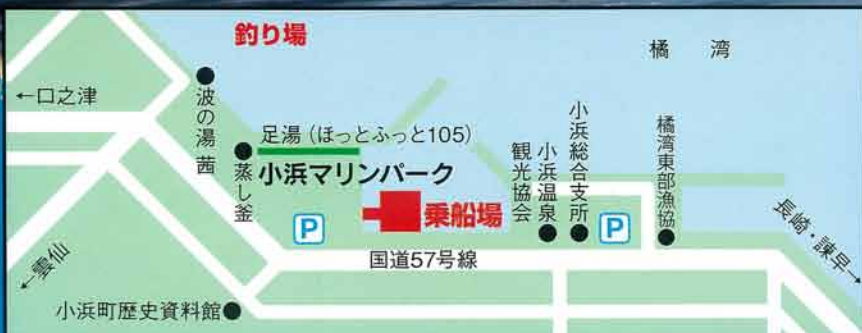 釣り場
橘　湾
←口之津
波の湯 茜
足湯（ほっとふっと105）
蒸し釜
小浜マリンパーク
乗船場
小浜温泉
観光協会
小浜総合支所
橘湾東部漁協
P
P
長崎・諫早→
国道57号線
←雲仙
小浜町歴史資料館